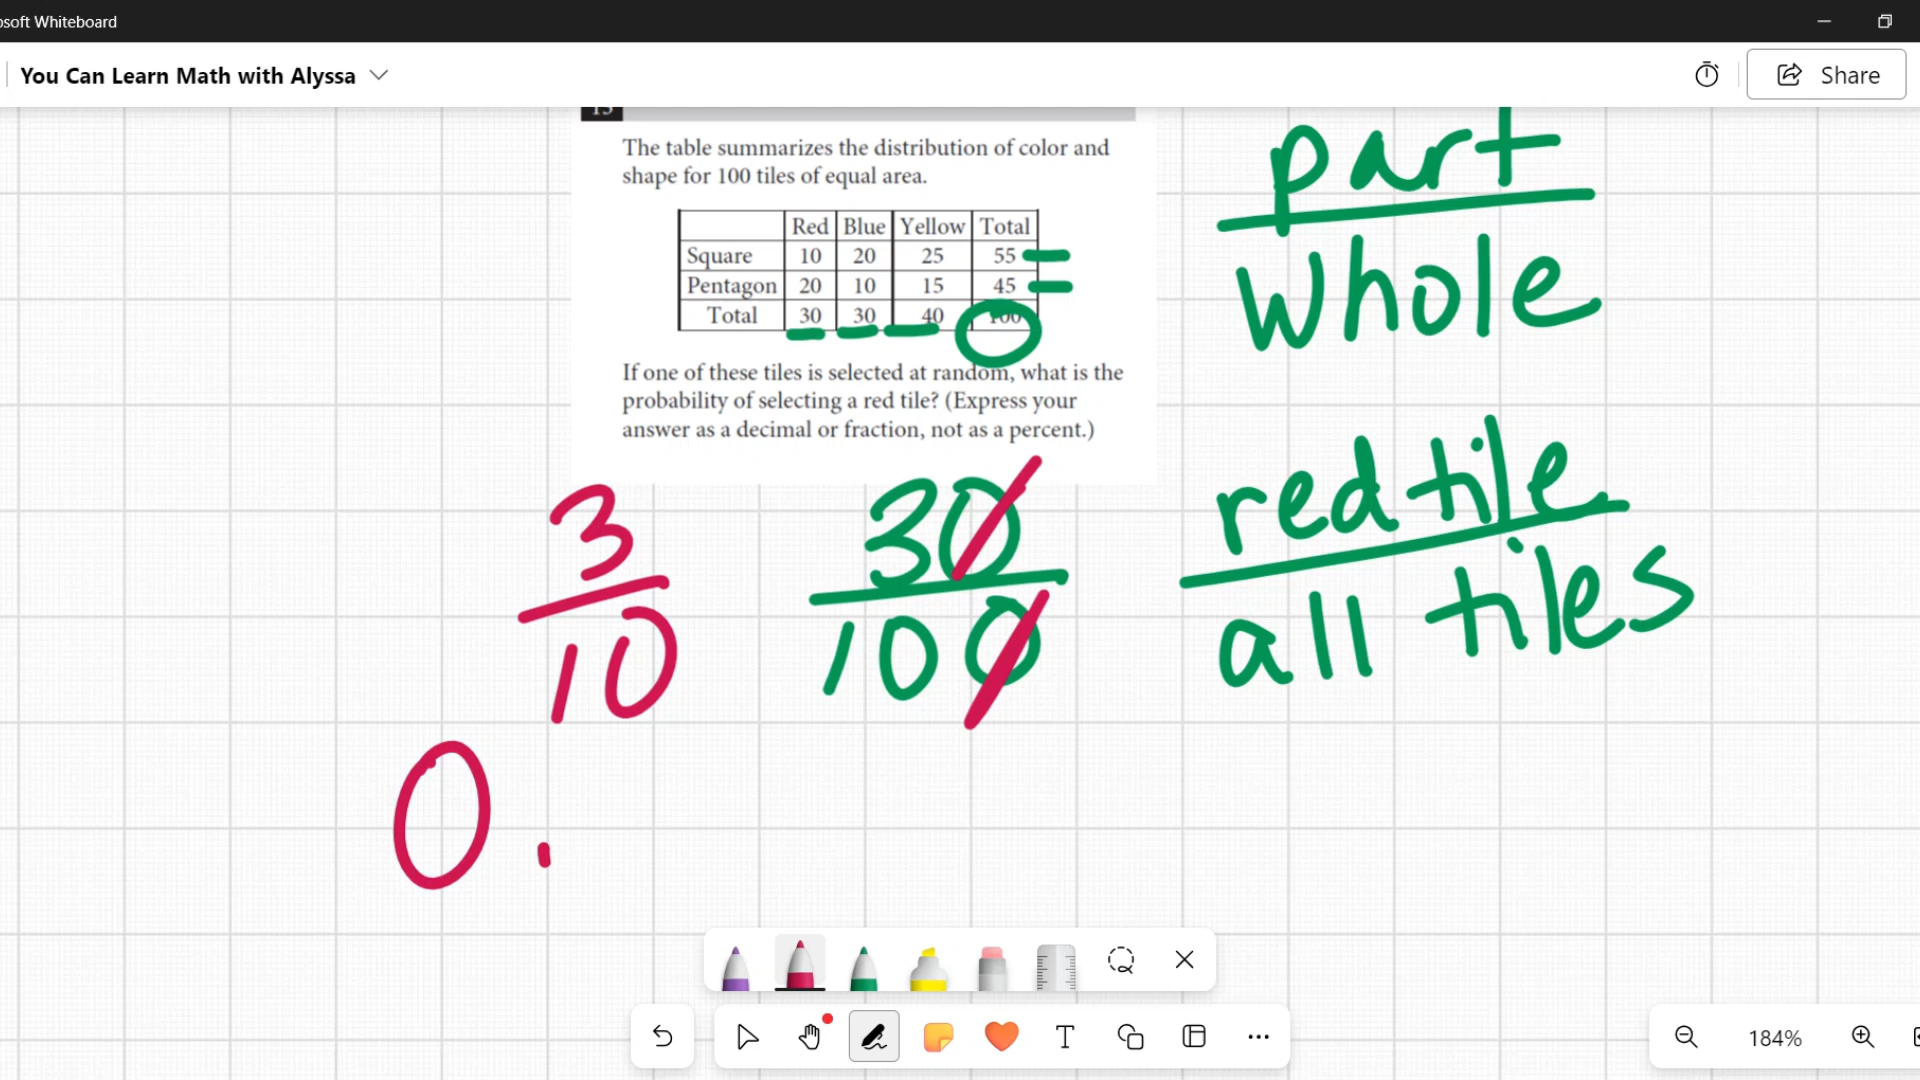 osoft Whiteboard
You Can Learn Math with Alyssa
Share
The table summarizes the distribution of color and
shape for 100 tiles of equal area.
Red Blue Yellow Total
Square 10 20 25 55
Pentagon 20 10 15 45
Total 30 30 40 100
If one of these tiles is selected at random, what is the
probability of selecting a red tile? (Express your
answer as a decimal or fraction, not as a percent.)
part
whole
red tile
all tiles
30
100
3
10
0.
184%